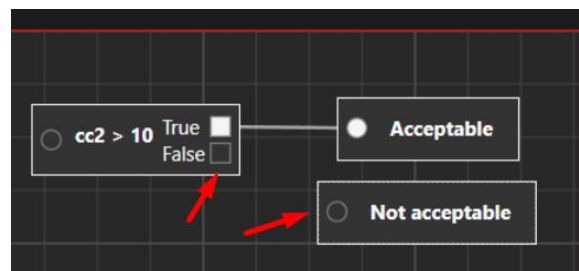 cc2 > 10
True
False
Acceptable
Not acceptable